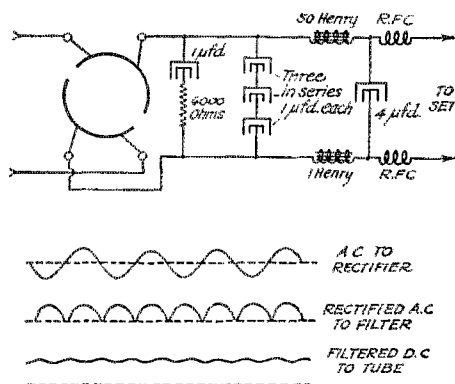 50 Henry
R.F.C
1 µfd.
6000
Ohms
Three
in series
1 µfd. each
4 µfd.
TO
SET
1 Henry
R.F.C
A C TO
RECTIFIER
RECTIFIED A.C
TO FILTER
FILTERED D.C
TO TUBE